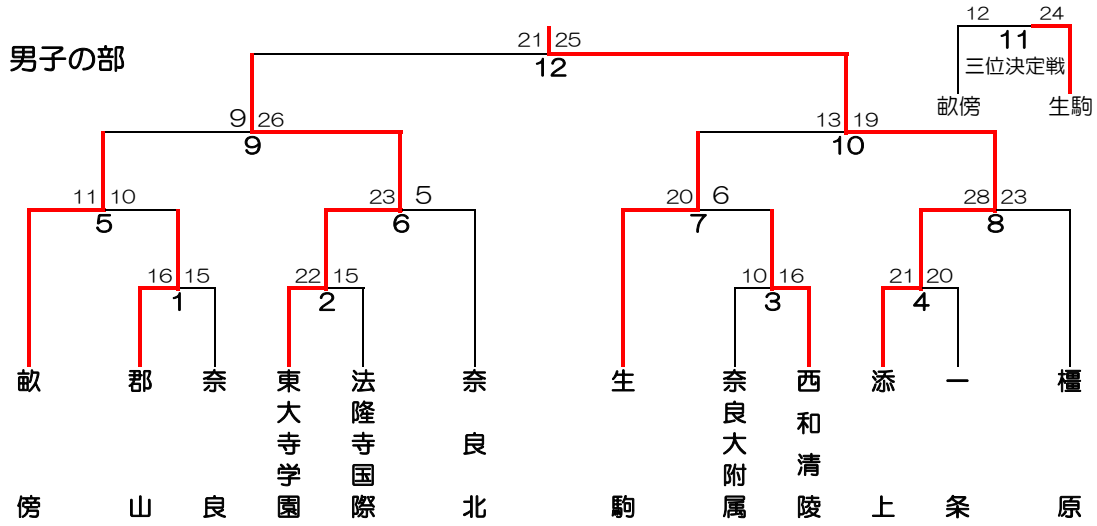 男子の部
12 24
11
三位決定戦
畝傍 生駒
21 25
12
9 26
9
13 19
10
11 10
5
23 5
6
20 6
7
28 23
8
16 15
1
22 15
2
10 16
3
21 20
4
畝傍
郡山
奈良
東大寺学園
法隆寺国際
奈良北
生駒
奈良大附属
西和清陵
添上
一条
橿原